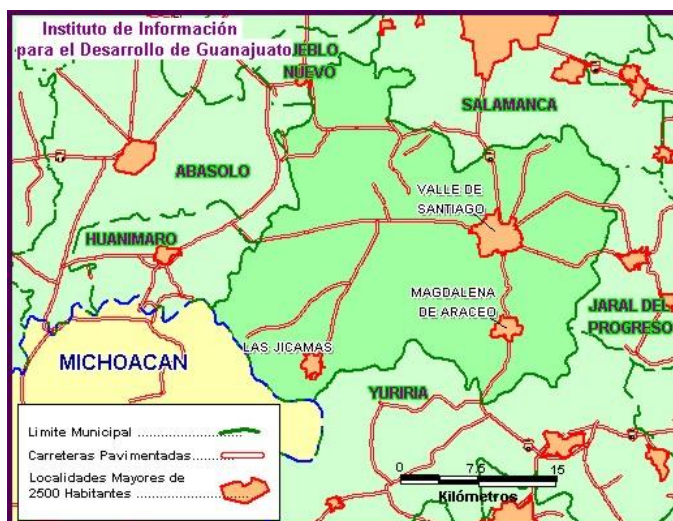 Instituto de Información
para el Desarrollo de Guanajuato
NUEVO
SALAMANCA
ABASOLO
VALLE DE
SANTIAGO
HUANIMARO
MAGDALENA
DE ARACEO
JARAL DEL
PROGRESO
LAS JICAMAS
MICHOACAN
YURIRIA
Limite Municipal
Carreteras Pavimentadas
Localidades Mayores de
2500 Habitantes
0 7.5 15
Kilómetros